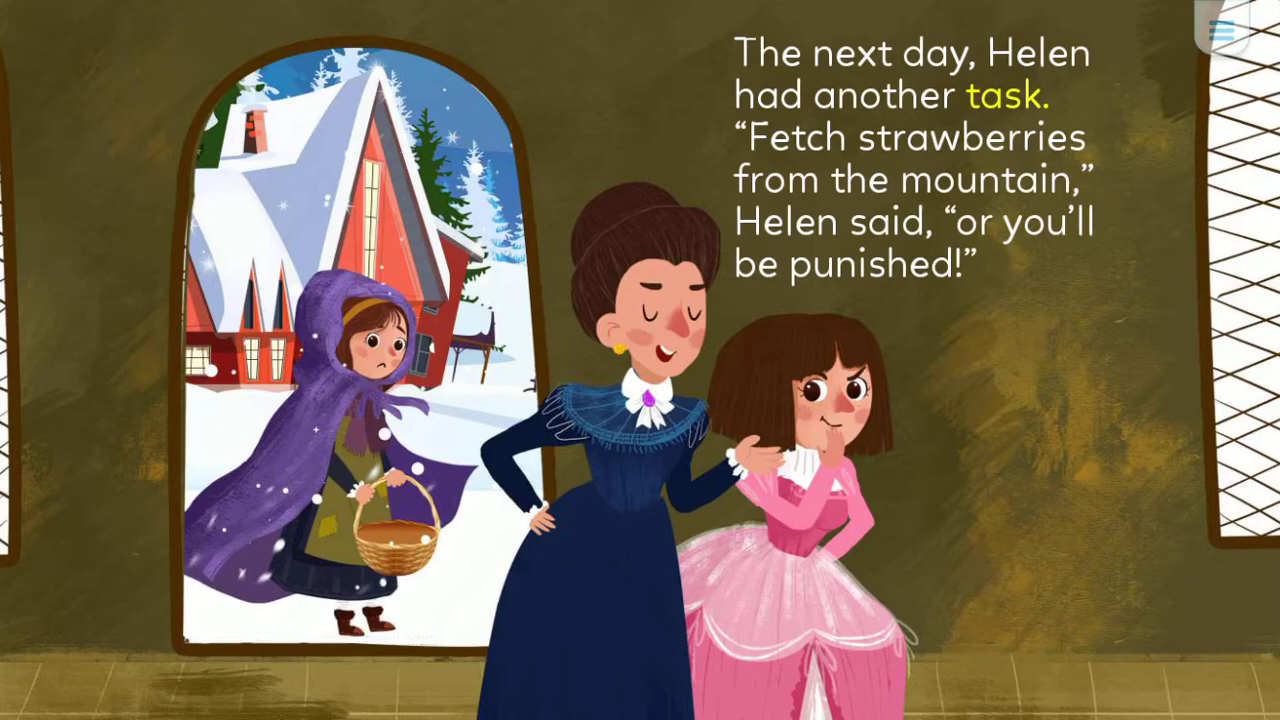 The next day, Helen
had another task.
“Fetch strawberries
from the mountain,”
Helen said, “or you’ll
be punished!”